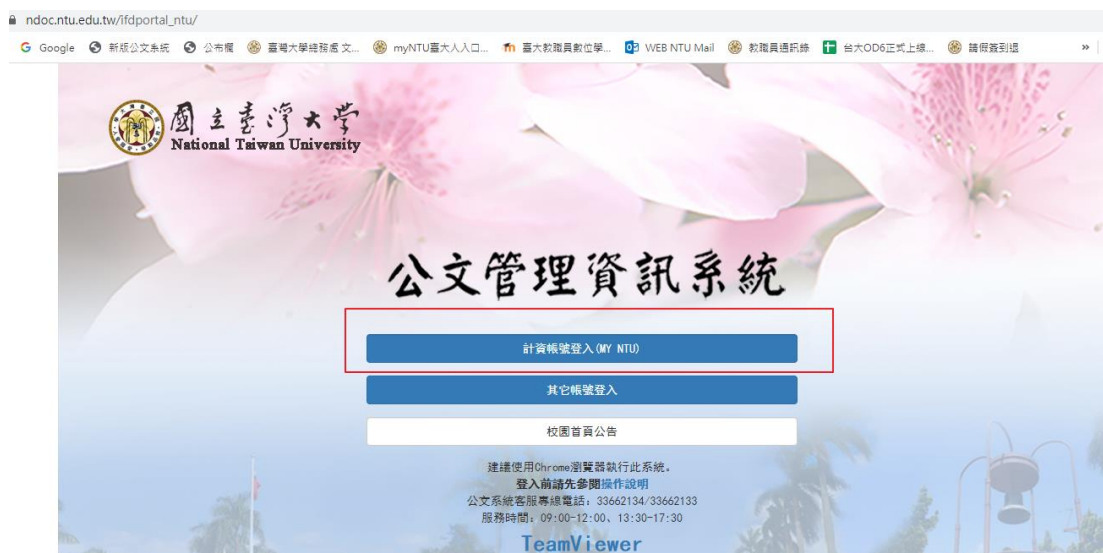 ndoc.ntu.edu.tw/ifdportal_ntu/
Google 新版公文系統 公布欄 臺灣大學總務處 文... myNTU臺大人入口... 臺大教職員數位學... WEB NTU Mail 教職員通訊錄 台大OD6正式上線... 請假簽到退 »
國立臺灣大學
National Taiwan University
公文管理資訊系統
計資帳號登入(MY NTU)
其它帳號登入
校園首頁公告
建議使用Chrome瀏覽器執行此系統。
登入前請先參閱操作說明
公文系統客服專線電話：33662134/33662133
服務時間：09:00-12:00、13:30-17:30
TeamViewer